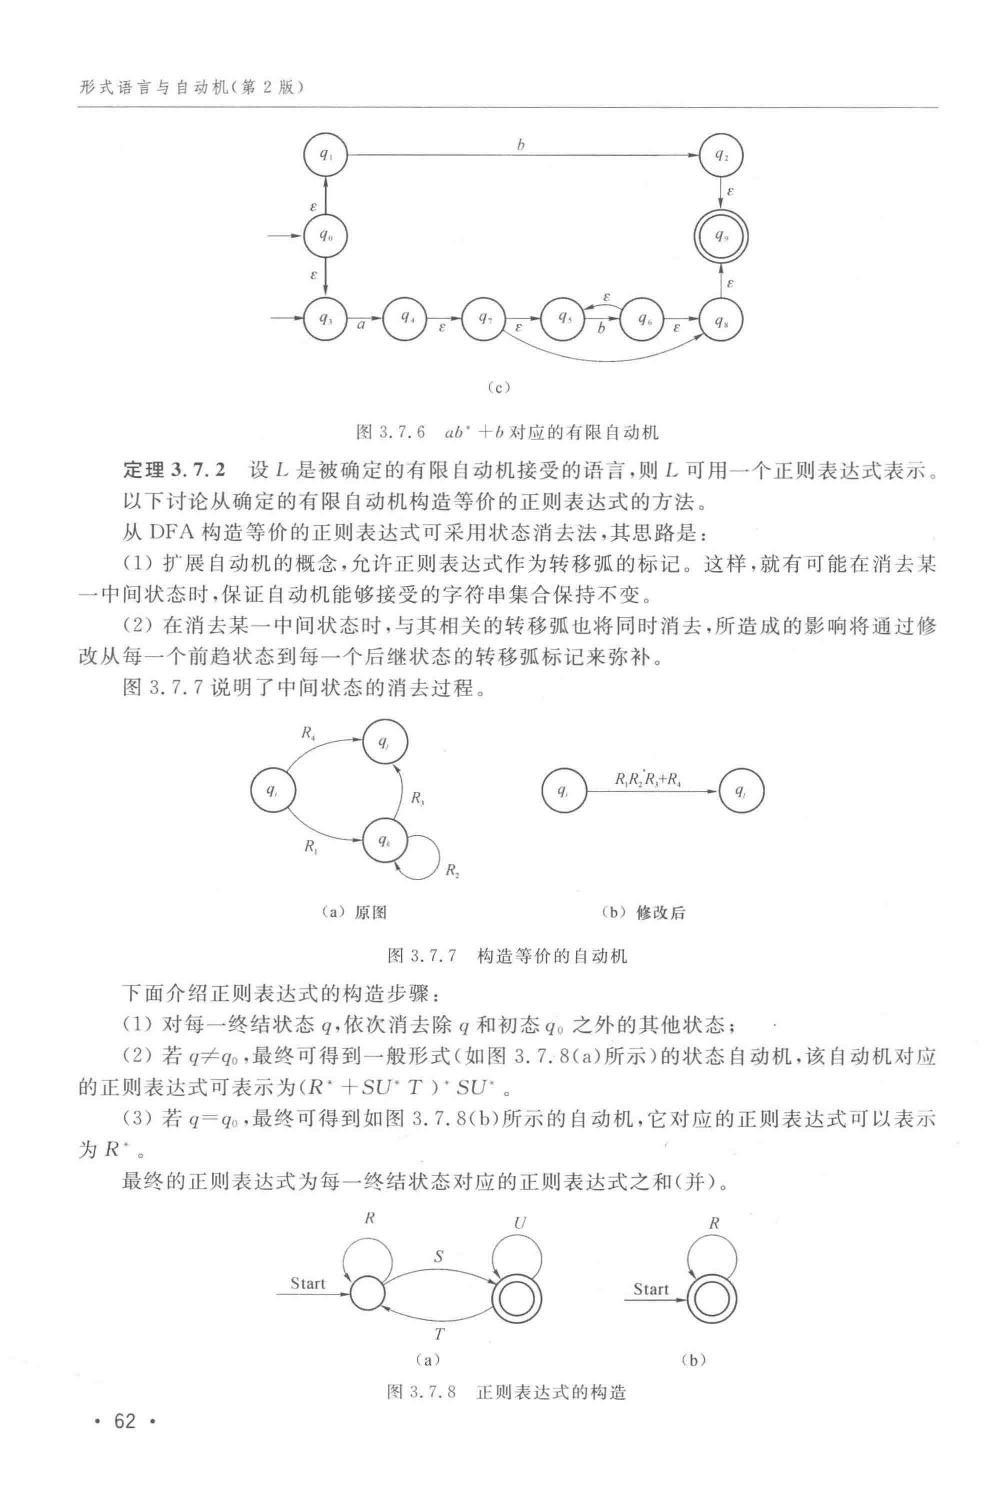 形式语言与自动机(第2版)
q₁
b
q₂
ε
ε
q₀
q₉
ε
ε
q₃
a
q₄
ε
q₇
ε
q₅
ε
b
q₆
ε
q₈
(c)
图 3.7.6 ab*+b对应的有限自动机
定理 3.7.2 设 L 是被确定的有限自动机接受的语言,则 L 可用一个正则表达式表示。
以下讨论从确定的有限自动机构造等价的正则表达式的方法。
从 DFA 构造等价的正则表达式可采用状态消去法,其思路是:
(1) 扩展自动机的概念,允许正则表达式作为转移弧的标记。这样,就有可能在消去某
一中间状态时,保证自动机能够接受的字符串集合保持不变。
(2) 在消去某一中间状态时,与其相关的转移弧也将同时消去,所造成的影响将通过修
改从每一个前趋状态到每一个后继状态的转移弧标记来弥补。
图 3.7.7 说明了中间状态的消去过程。
R₄
qⱼ
qᵢ
R₃
R₁
qₖ
R₂
qᵢ
R₁R₂*R₃+R₄
qⱼ
(a) 原图
(b) 修改后
图 3.7.7 构造等价的自动机
下面介绍正则表达式的构造步骤:
(1) 对每一终结状态 q,依次消去除 q 和初态 q₀ 之外的其他状态;
(2) 若 q≠q₀,最终可得到一般形式(如图 3.7.8(a)所示)的状态自动机,该自动机对应
的正则表达式可表示为(R*+SU*T)*SU*。
(3) 若 q=q₀,最终可得到如图 3.7.8(b)所示的自动机,它对应的正则表达式可以表示
为 R*。
最终的正则表达式为每一终结状态对应的正则表达式之和(并)。
R
U
S
Start
T
(a)
R
Start
(b)
图 3.7.8 正则表达式的构造
· 62 ·